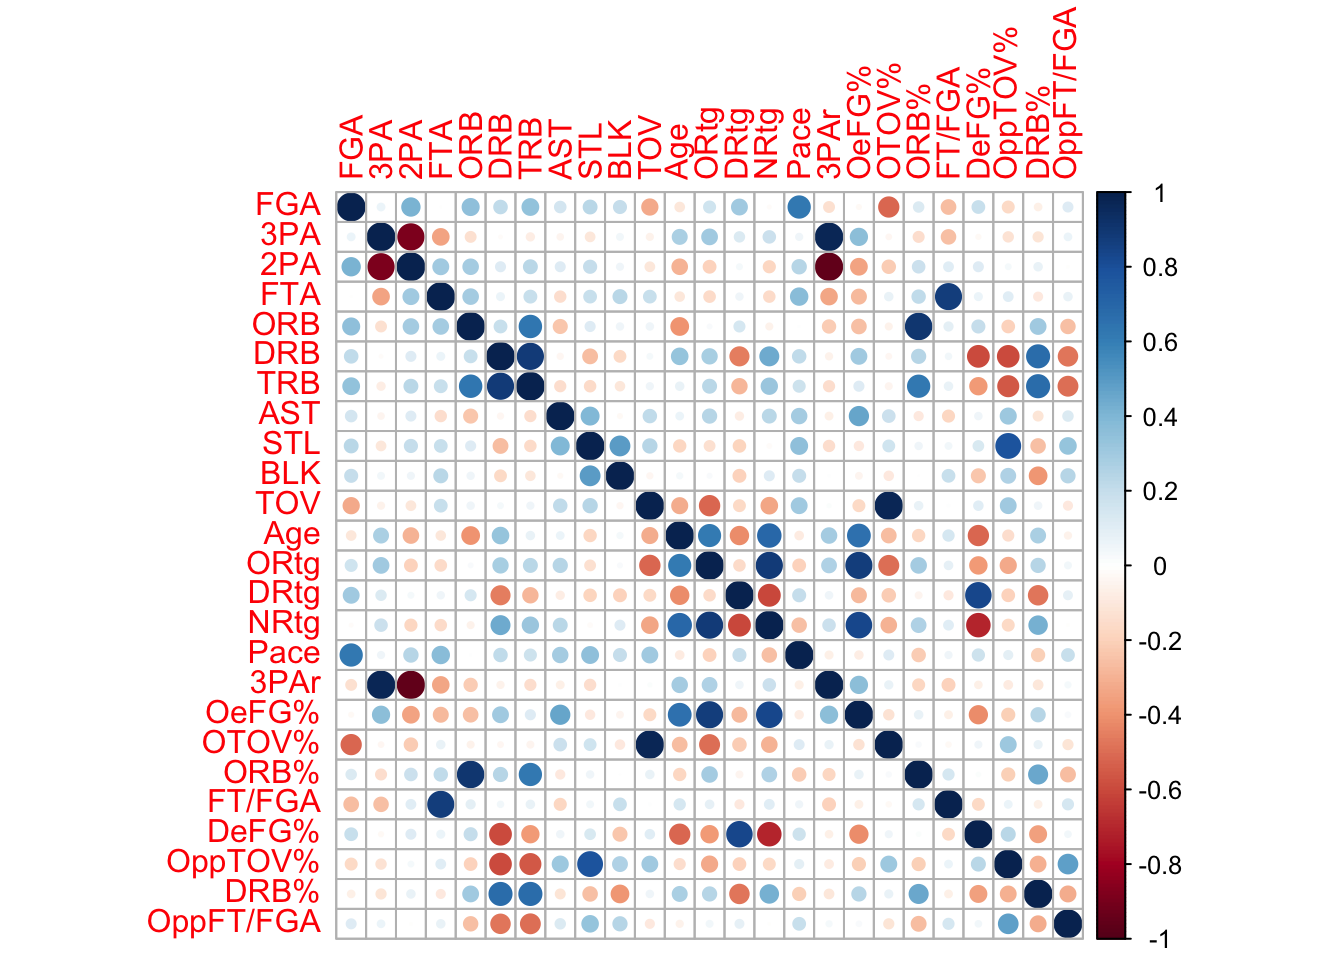 FGA
3PA
2PA
FTA
ORB
DRB
TRB
AST
STL
BLK
TOV
Age
ORtg
DRtg
NRtg
Pace
3PAr
OeFG%
OTOV%
ORB%
FT/FGA
DeFG%
OppTOV%
DRB%
OppFT/FGA
FGA
3PA
2PA
FTA
ORB
DRB
TRB
AST
STL
BLK
TOV
Age
ORtg
DRtg
NRtg
Pace
3PAr
OeFG%
OTOV%
ORB%
FT/FGA
DeFG%
OppTOV%
DRB%
OppFT/FGA
1
0.8
0.6
0.4
0.2
0
-0.2
-0.4
-0.6
-0.8
-1